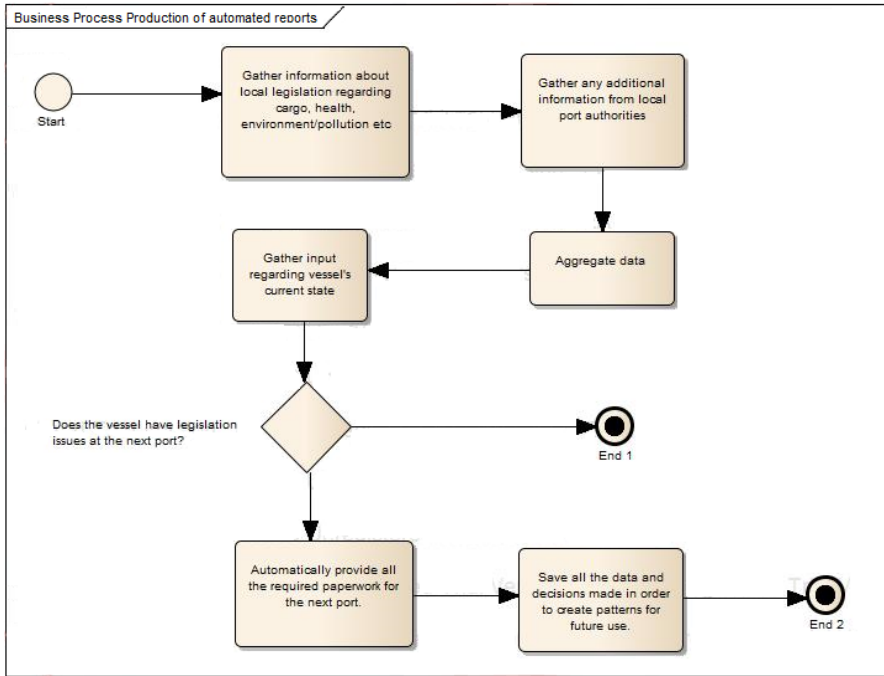 Business Process Production of automated reports
Start
Gather information about
local legislation regarding
cargo, health,
environment/pollution etc
Gather any additional
information from local
port authorities
Aggregate data
Gather input
regarding vessel's
current state
Does the vessel have legislation
issues at the next port?
End 1
Automatically provide all
the required paperwork for
the next port.
Save all the data and
decisions made in order
to create patterns for
future use.
End 2